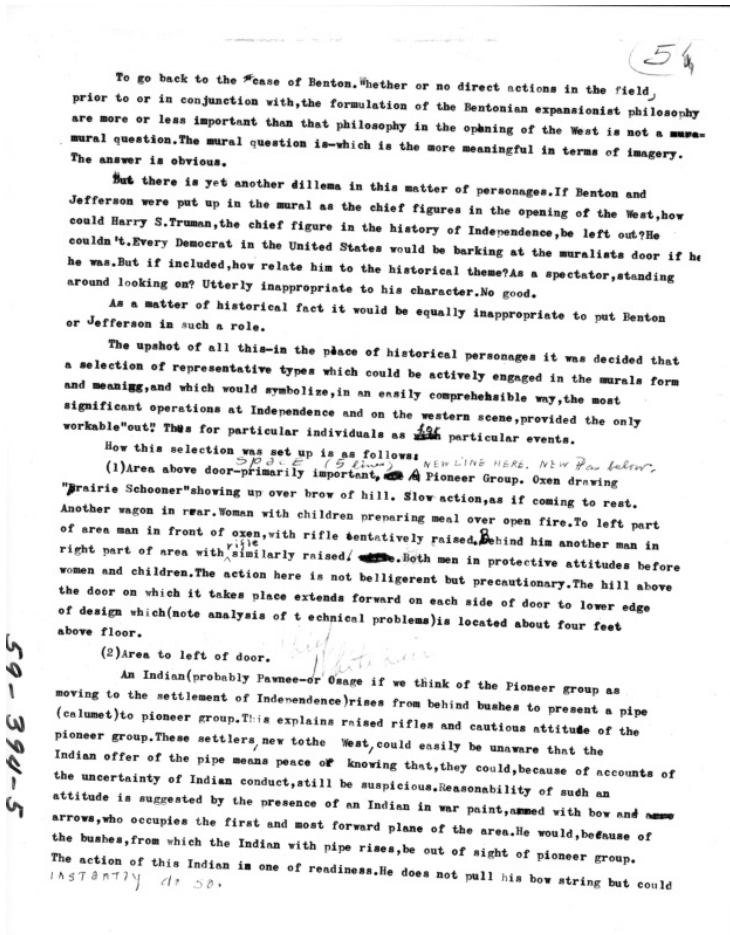 5
To go back to the case of Benton.Whether or no direct actions in the field,
prior to or in conjunction with,the formulation of the Bentonian expansionist philosophy
are more or less important than that philosophy in the opening of the West is not a
mural question.The mural question is-which is the more meaningful in terms of imagery.
The answer is obvious.
But there is yet another dillema in this matter of personages.If Benton and
Jefferson were put up in the mural as the chief figures in the opening of the West,how
could Harry S.Truman,the chief figure in the history of Independence,be left out?He
couldn't.Every Democrat in the United States would be barking at the muralists door if he
he was.But if included,how relate him to the historical theme?As a spectator,standing
around looking on? Utterly inappropriate to his character.No good.
As a matter of historical fact it would be equally inappropriate to put Benton
or Jefferson in such a role.
The upshot of all this-in the place of historical personages it was decided that
a selection of representative types which could be actively engaged in the murals form
and meanigg,and which would symbolize,in an easily comprehehsible way,the most
significant operations at Independence and on the western scene,provided the only
workable"out". Thus for particular individuals as for particular events.
How this selection was set up is as follows:
SPACE (5 lines) NEW LINE HERE. NEW Par below.
(1)Area above door-primarily important, A Pioneer Group. Oxen drawing
"Prairie Schooner"showing up over brow of hill. Slow action,as if coming to rest.
Another wagon in rear.Woman with children preparing meal over open fire.To left part
of area man in front of oxen,with rifle tentatively raised.Behind him another man in
right part of area with rifle similarly raised. Both men in protective attitudes before
women and children.The action here is not belligerent but precautionary.The hill above
the door on which it takes place extends forward on each side of door to lower edge
of design which(note analysis of t echnical problems)is located about four feet
above floor.
(2)Area to left of door.
An Indian(probably Pawnee-or Osage if we think of the Pioneer group as
moving to the settlement of Independence)rises from behind bushes to present a pipe
(calumet)to pioneer group.This explains raised rifles and cautious attitude of the
pioneer group.These settlers,new tothe West,could easily be unaware that the
Indian offer of the pipe means peace or knowing that,they could,because of accounts of
the uncertainty of Indian conduct,still be suspicious.Reasonability of such an
attitude is suggested by the presence of an Indian in war paint,armed with bow and
arrows,who occupies the first and most forward plane of the area.He would,because of
the bushes,from which the Indian with pipe rises,be out of sight of pioneer group.
The action of this Indian is one of readiness.He does not pull his bow string but could
INSTANTLY do so.
59-394-5